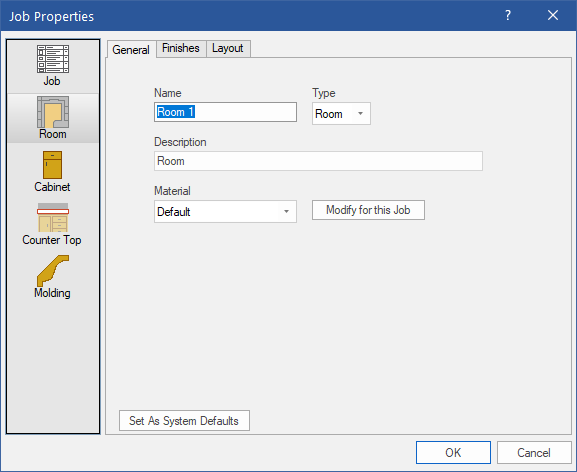 Job Properties
?
General Finishes Layout
Job
Room
Cabinet
Counter Top
Molding
Name Type
Room 1 Room
Description
Room
Material
Default Modify for this Job
Set As System Defaults
OK Cancel